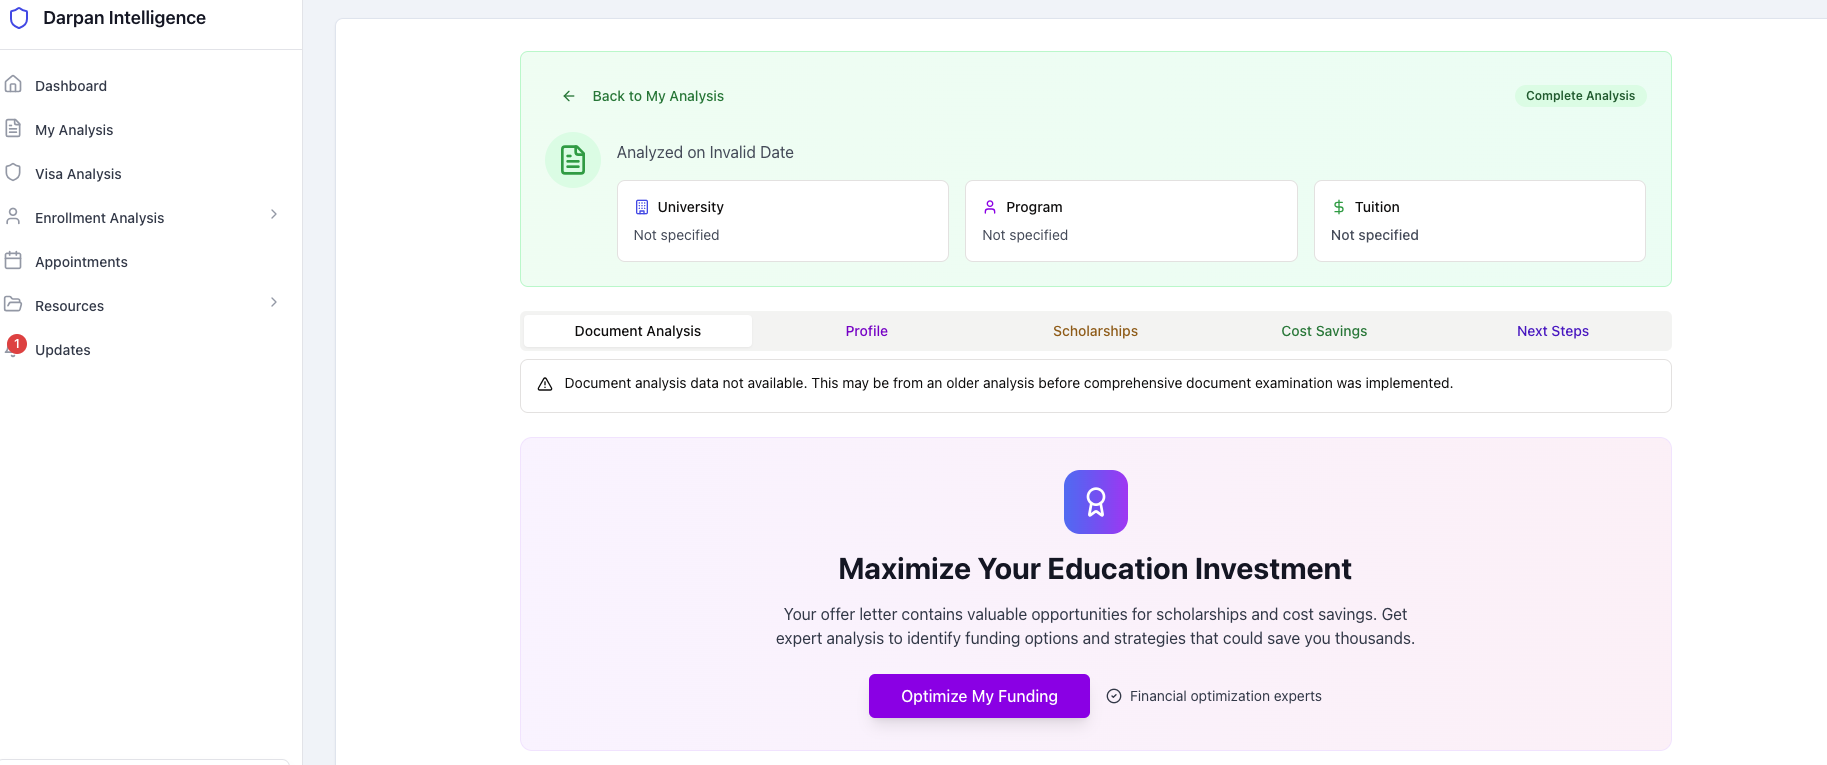 Darpan Intelligence
Dashboard
My Analysis
Visa Analysis
Enrollment Analysis
Appointments
Resources
1
Updates
Back to My Analysis
Complete Analysis
Analyzed on Invalid Date
University
Not specified
Program
Not specified
Tuition
Not specified
Document Analysis
Profile
Scholarships
Cost Savings
Next Steps
Document analysis data not available. This may be from an older analysis before comprehensive document examination was implemented.
Maximize Your Education Investment
Your offer letter contains valuable opportunities for scholarships and cost savings. Get
expert analysis to identify funding options and strategies that could save you thousands.
Optimize My Funding
Financial optimization experts